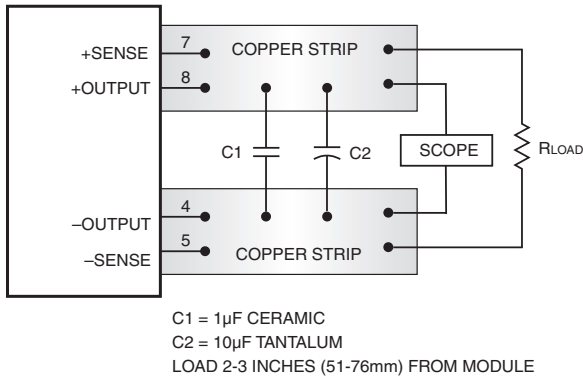 +SENSE 7 COPPER STRIP
+OUTPUT 8
C1 C2 SCOPE RLOAD
–OUTPUT 4
–SENSE 5 COPPER STRIP
C1 = 1µF CERAMIC
C2 = 10µF TANTALUM
LOAD 2-3 INCHES (51-76mm) FROM MODULE